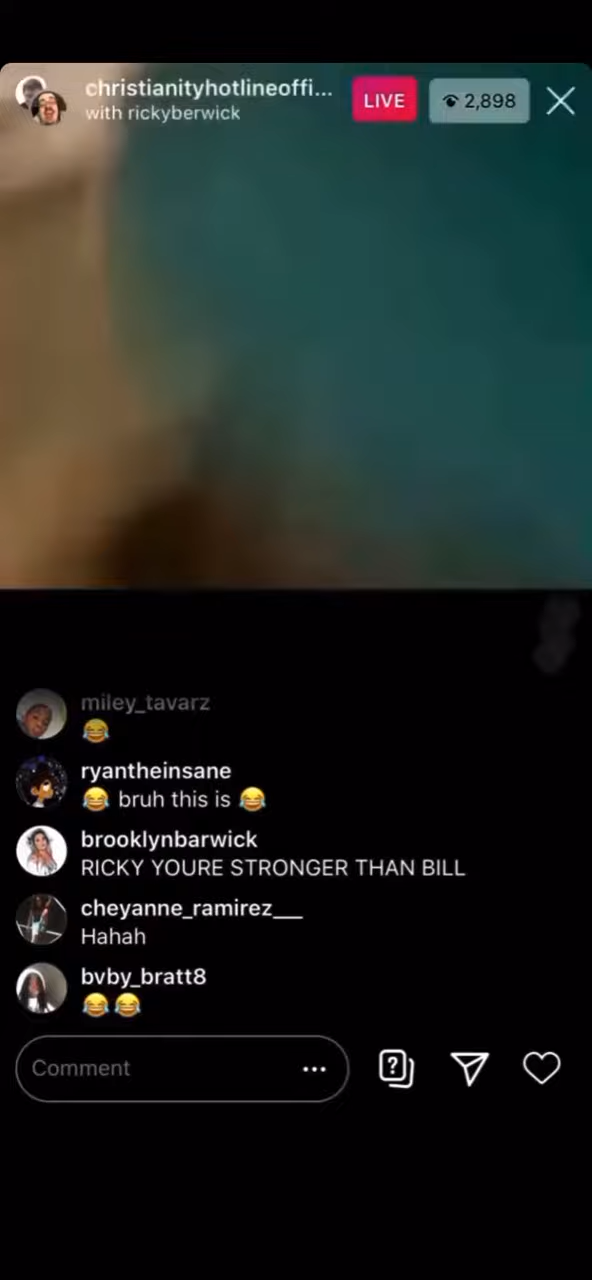 christianityhotlineoffi...
with rickyberwick
LIVE
2,898
miley_tavarz
😂
ryantheinsane
😂 bruh this is 😂
brooklynbarwick
RICKY YOURE STRONGER THAN BILL
cheyanne_ramirez__
Hahah
bvby_bratt8
😂😂
Comment